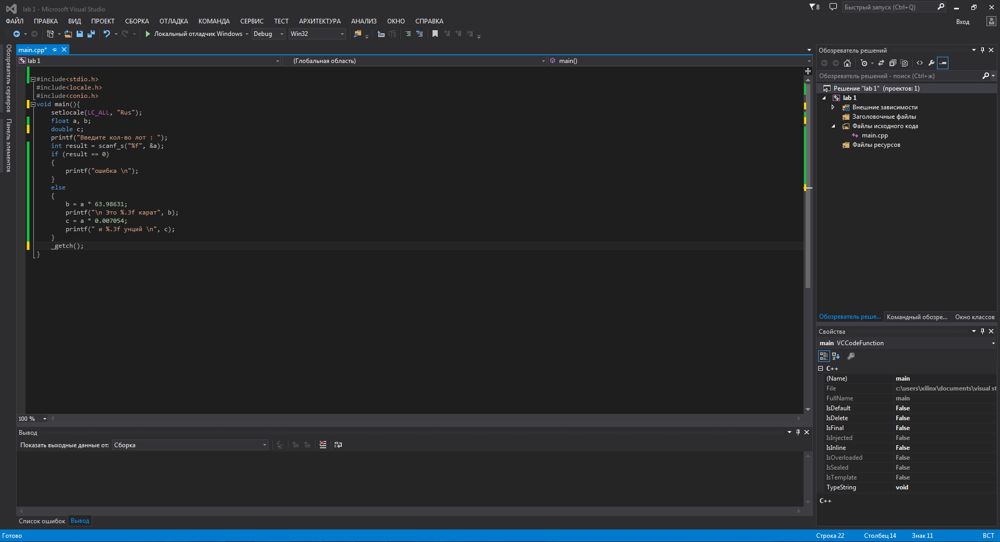 lab 1 - Microsoft Visual Studio
8
Быстрый запуск (Ctrl+Q)
ФАЙЛ ПРАВКА ВИД ПРОЕКТ СБОРКА ОТЛАДКА КОМАНДА СЕРВИС ТЕСТ АРХИТЕКТУРА АНАЛИЗ ОКНО СПРАВКА
Вход
Локальный отладчик Windows Debug Win32
Обозреватель серверов
Панель элементов
main.cpp*
lab 1 (Глобальная область) main()
#include<stdio.h>
#include<locale.h>
#include<conio.h>
void main(){
setlocale(LC_ALL, "Rus");
float a, b;
double c;
printf("Введите кол-во лот : ");
int result = scanf_s("%f", &a);
if (result == 0)
{
printf("ошибка \n");
}
else
{
b = a * 63.98631;
printf("\n Это %.3f карат", b);
c = a * 0.007054;
printf(" и %.3f унций \n", c);
}
_getch();
}
100 %
Вывод
Показать выходные данные от: Сборка
Список ошибок Вывод
Обозреватель решений
Обозреватель решений - поиск (Ctrl+ж)
Решение "lab 1" (проектов: 1)
lab 1
Внешние зависимости
Заголовочные файлы
Файлы исходного кода
main.cpp
Файлы ресурсов
Обозреватель реше... Командный обозре... Окно классов
Свойства
main VCCodeFunction
C++
(Name) main
File c:\users\xilinx\documents\visual st
FullName main
IsDefault False
IsDelete False
IsFinal False
IsInjected False
IsInline False
IsOverloaded False
IsSealed False
IsTemplate False
TypeString void
C++
Готово
Строка 22 Столбец 14 Знак 11 ВСТ